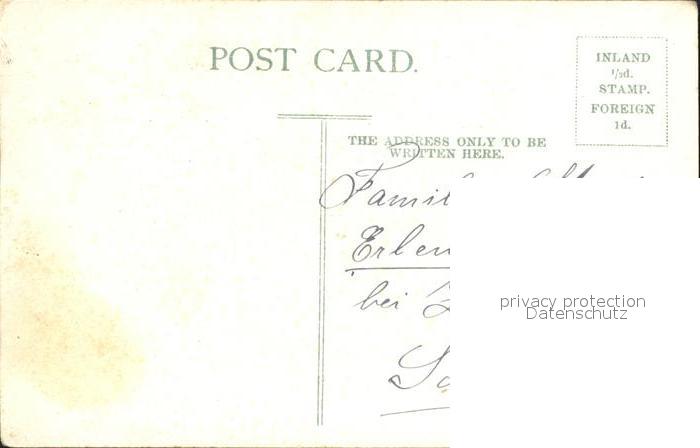 POST CARD.
INLAND
½d.
STAMP.
FOREIGN
1d.
THE ADDRESS ONLY TO BE
WRITTEN HERE.
Famil
Erlen
bei
privacy protection
Datenschutz